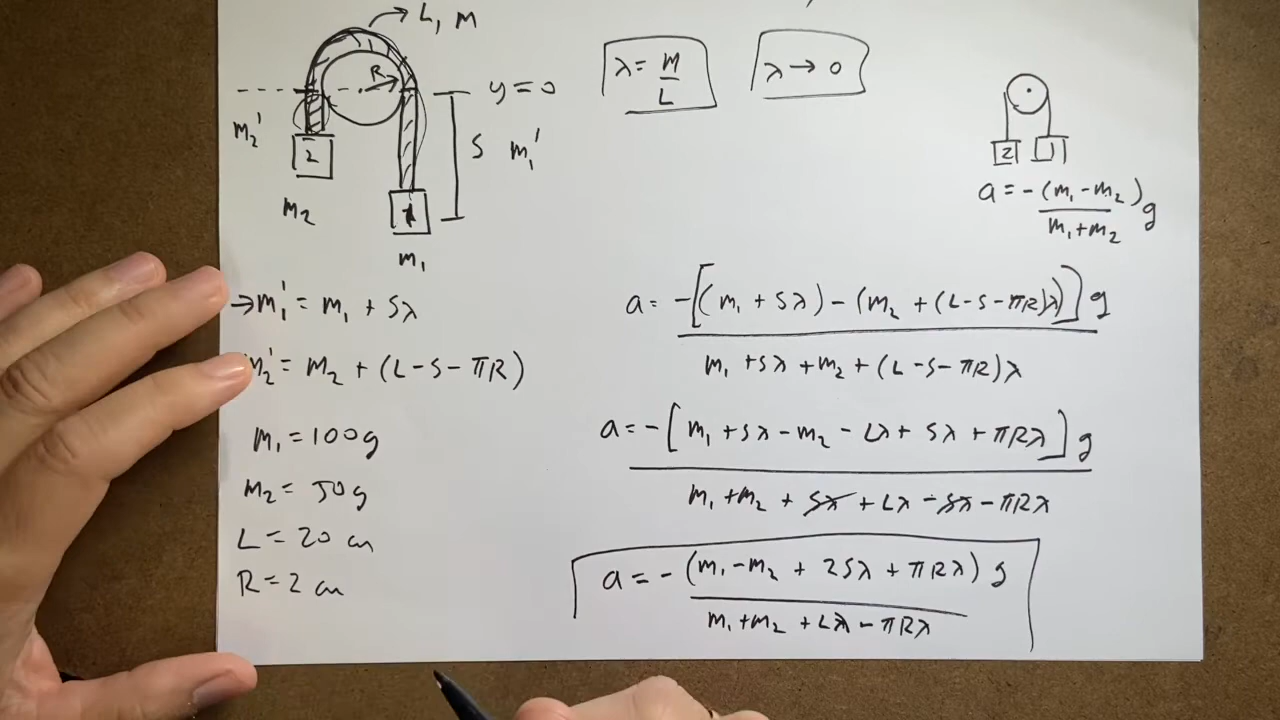 L, M
R
y = 0
m₂'
2
S m₁'
m₂
1
m₁
λ = M/L
λ → 0
2 1
a = -(m₁ - m₂)/(m₁ + m₂) g
→ m₁' = m₁ + Sλ
m₂' = m₂ + (L - S - πR)
m₁ = 100g
m₂ = 50g
L = 20 cm
R = 2 cm
a = -[(m₁ + Sλ) - (m₂ + (L - S - πR)λ)] g
m₁ + Sλ + m₂ + (L - S - πR)λ
a = -[m₁ + Sλ - m₂ - Lλ + Sλ + πRλ] g
m₁ + m₂ + Sλ + Lλ - Sλ - πRλ
a = -(m₁ - m₂ + 2Sλ + πRλ) g
m₁ + m₂ + Lλ - πRλ